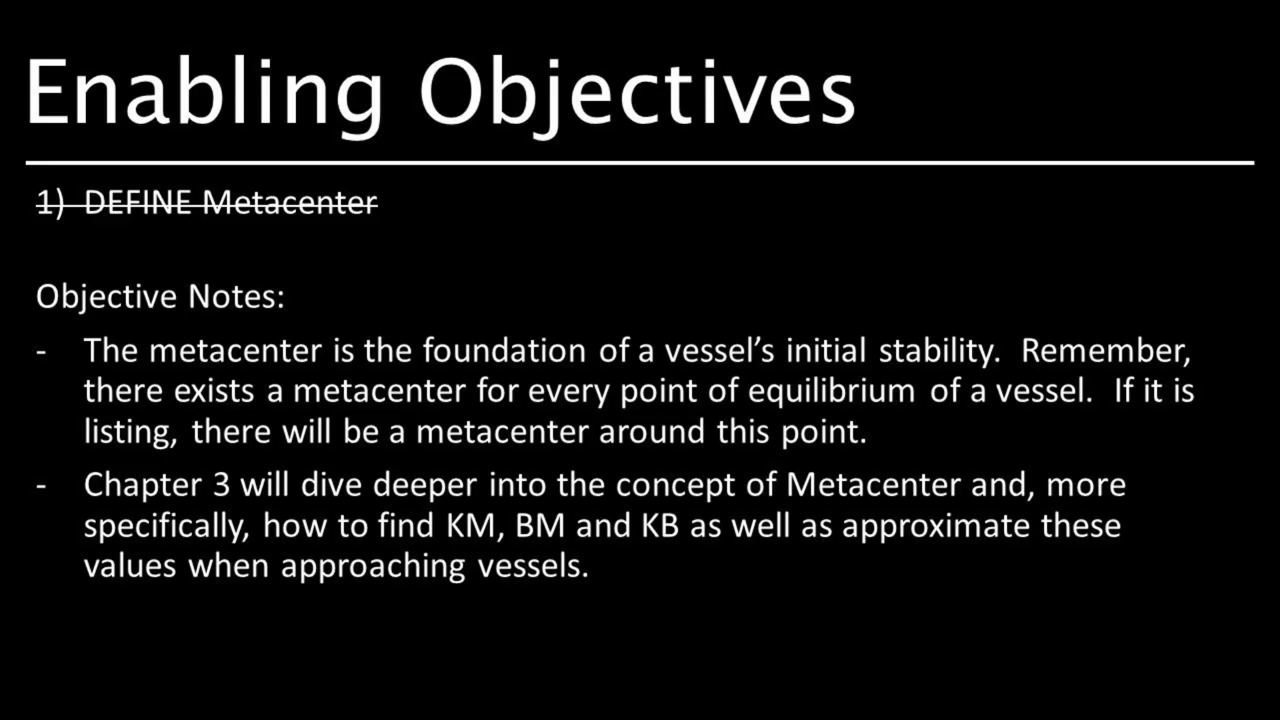 Enabling Objectives
1) DEFINE Metacenter
Objective Notes:
- The metacenter is the foundation of a vessel’s initial stability. Remember,
there exists a metacenter for every point of equilibrium of a vessel. If it is
listing, there will be a metacenter around this point.
- Chapter 3 will dive deeper into the concept of Metacenter and, more
specifically, how to find KM, BM and KB as well as approximate these
values when approaching vessels.